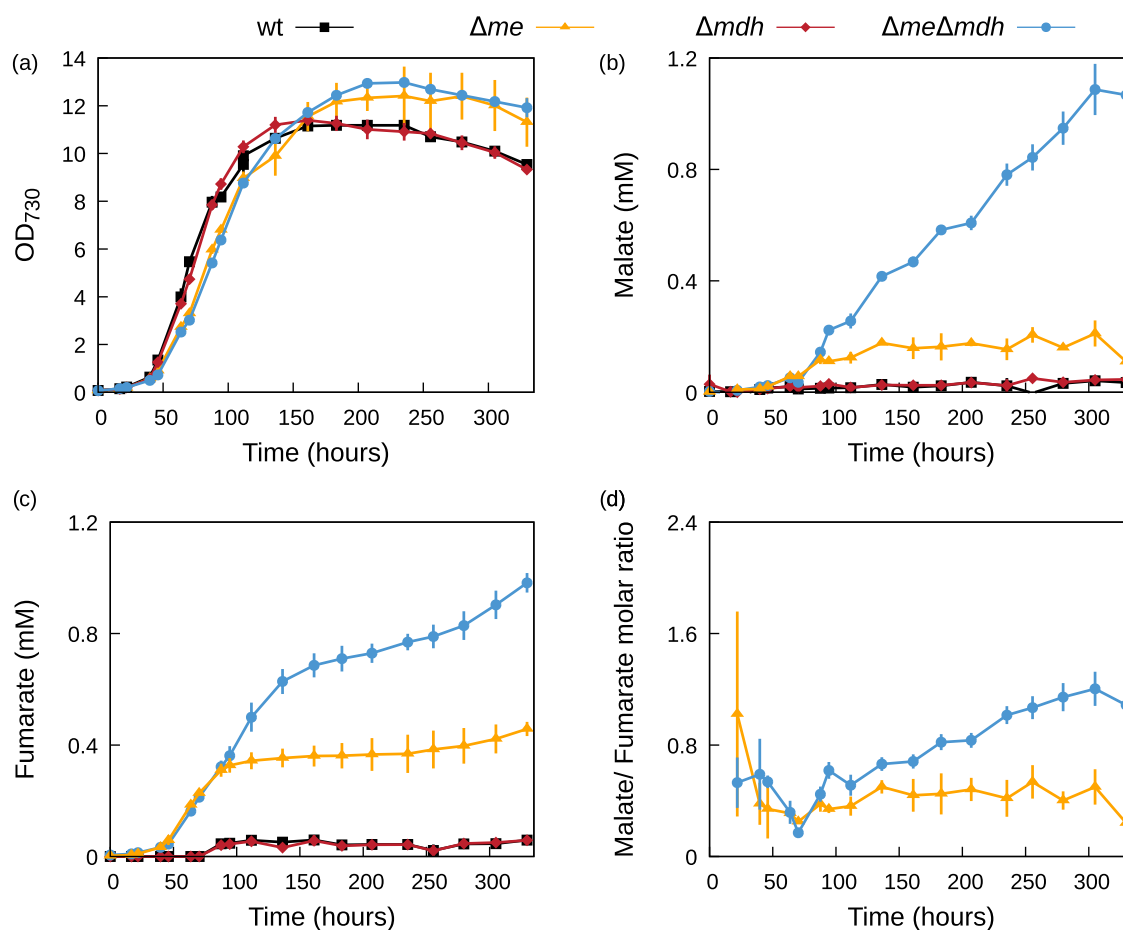 wt Δme Δmdh ΔmeΔmdh
(a)
14
12
10
8
6
4
2
0
OD730
0 50 100 150 200 250 300
Time (hours)
(b)
1.2
0.8
0.4
0
Malate (mM)
0 50 100 150 200 250 300
Time (hours)
(c)
1.2
0.8
0.4
0
Fumarate (mM)
0 50 100 150 200 250 300
Time (hours)
(d)
2.4
1.6
0.8
0
Malate/ Fumarate molar ratio
0 50 100 150 200 250 300
Time (hours)